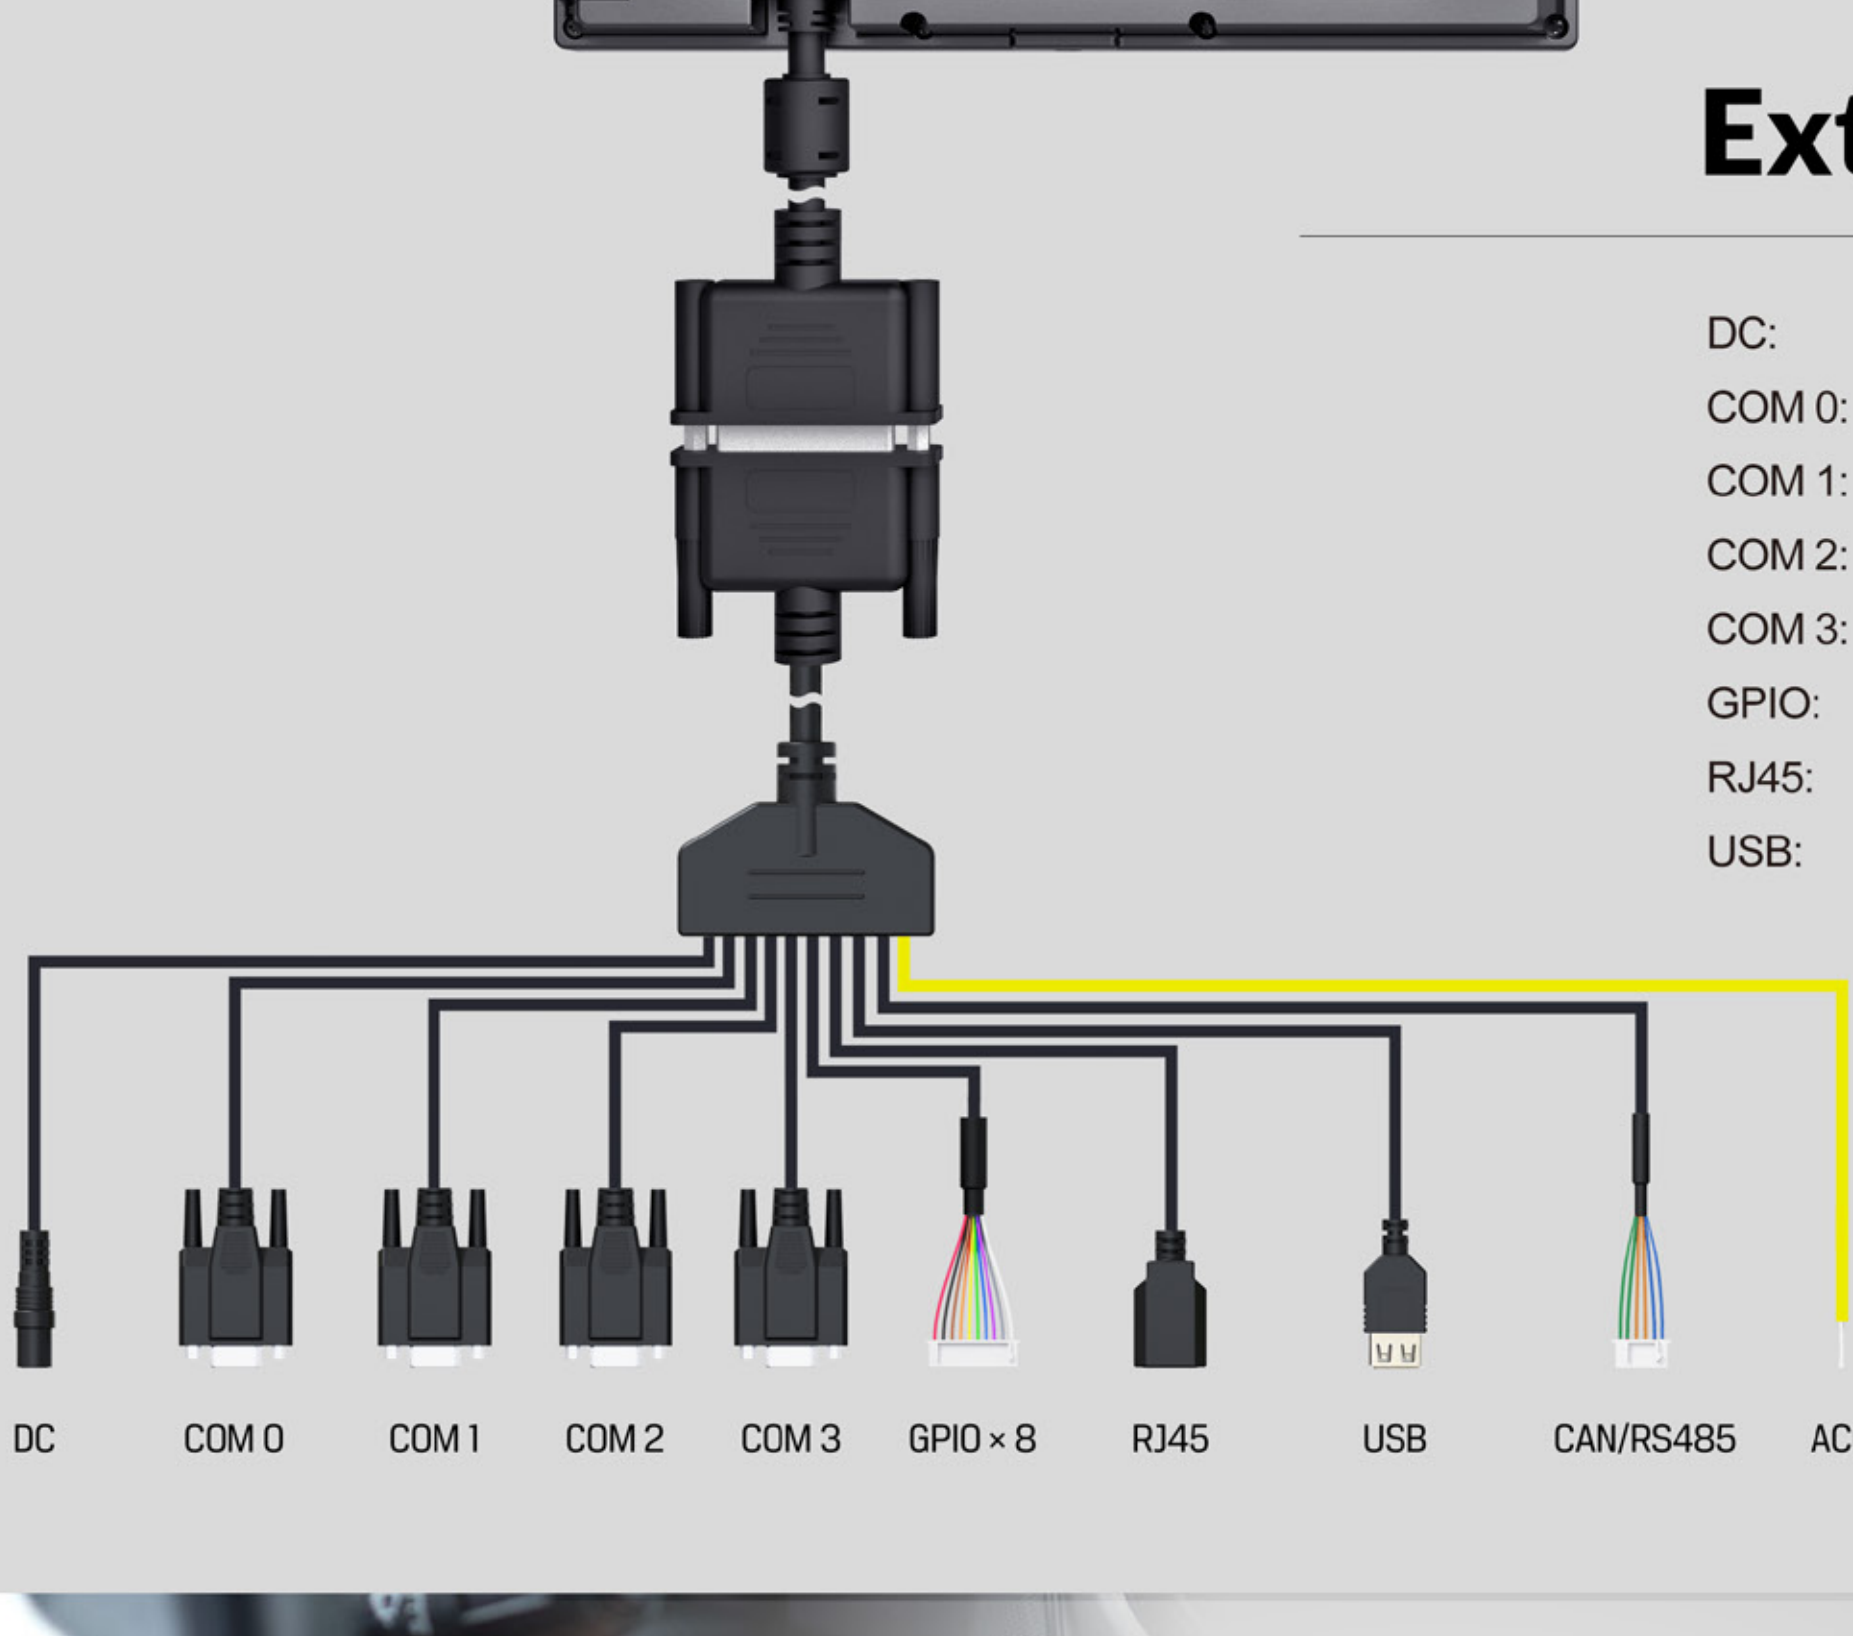 Ext
DC:
COM 0:
COM 1:
COM 2:
COM 3:
GPIO:
RJ45:
USB:
DC COM 0 COM 1 COM 2 COM 3 GPIO × 8 RJ45 USB CAN/RS485 AC